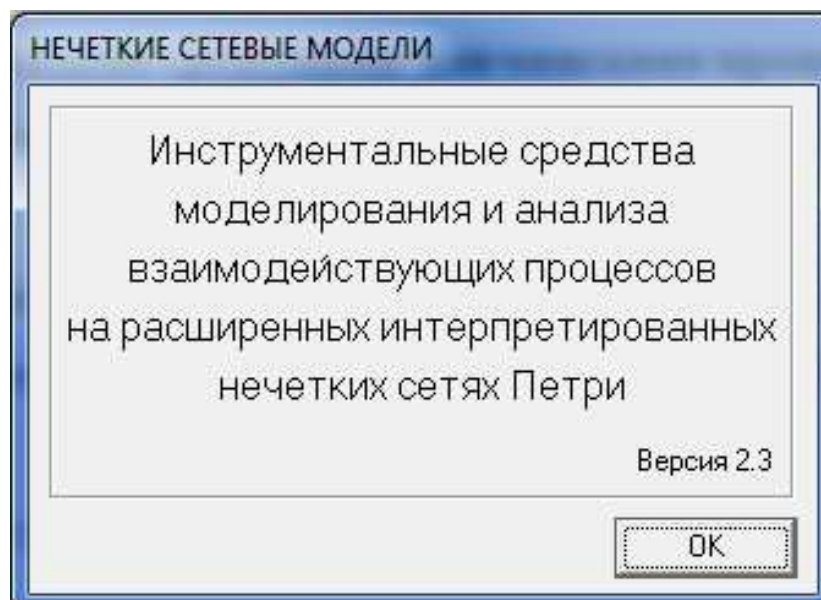 НЕЧЕТКИЕ СЕТЕВЫЕ МОДЕЛИ
Инструментальные средства
моделирования и анализа
взаимодействующих процессов
на расширенных интерпретированных
нечетких сетях Петри
Версия 2.3
OK